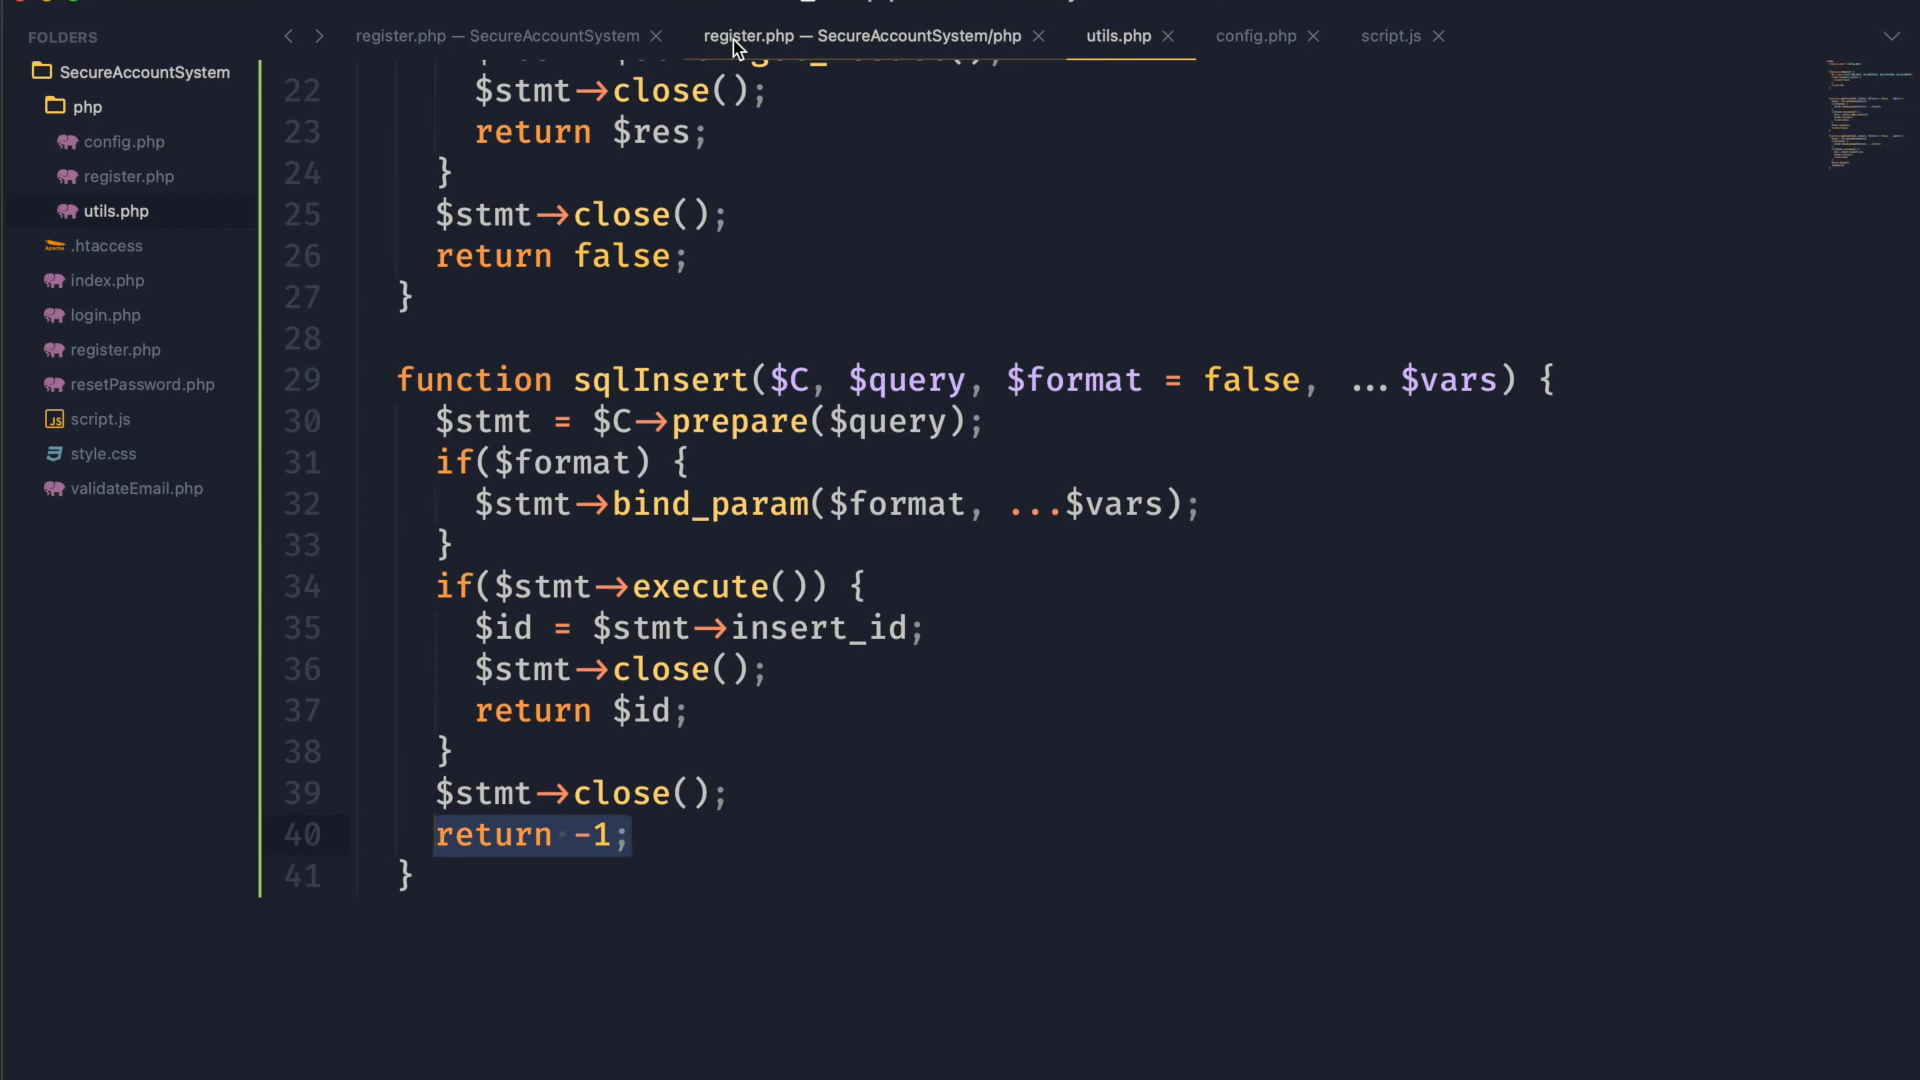 FOLDERS
SecureAccountSystem
php
config.php
register.php
utils.php
.htaccess
index.php
login.php
register.php
resetPassword.php
JS script.js
style.css
validateEmail.php
register.php — SecureAccountSystem
register.php — SecureAccountSystem/php
utils.php
config.php
script.js
22 $stmt->close();
23 return $res;
24 }
25 $stmt->close();
26 return false;
27 }
28
29 function sqlInsert($C, $query, $format = false, ...$vars) {
30 $stmt = $C->prepare($query);
31 if($format) {
32 $stmt->bind_param($format, ...$vars);
33 }
34 if($stmt->execute()) {
35 $id = $stmt->insert_id;
36 $stmt->close();
37 return $id;
38 }
39 $stmt->close();
40 return -1;
41 }